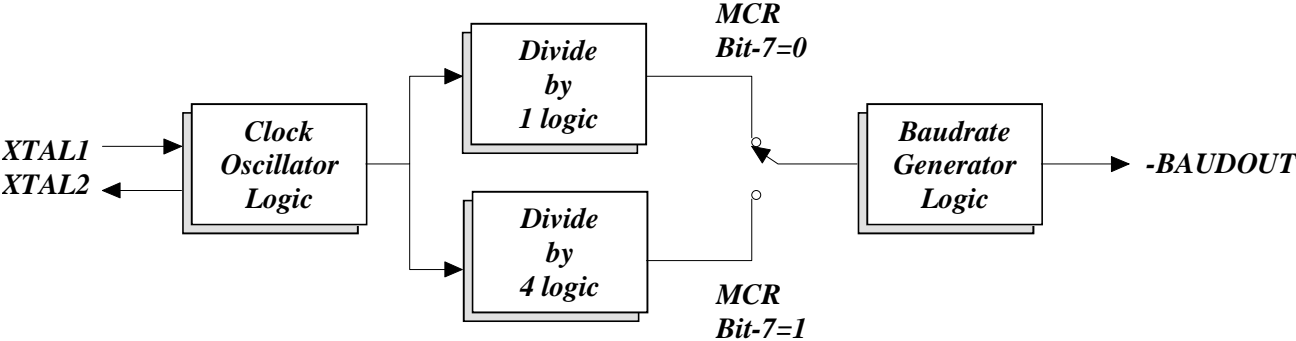 XTAL1
XTAL2
Clock
Oscillator
Logic
Divide
by
1 logic
Divide
by
4 logic
MCR
Bit-7=0
MCR
Bit-7=1
Baudrate
Generator
Logic
-BAUDOUT